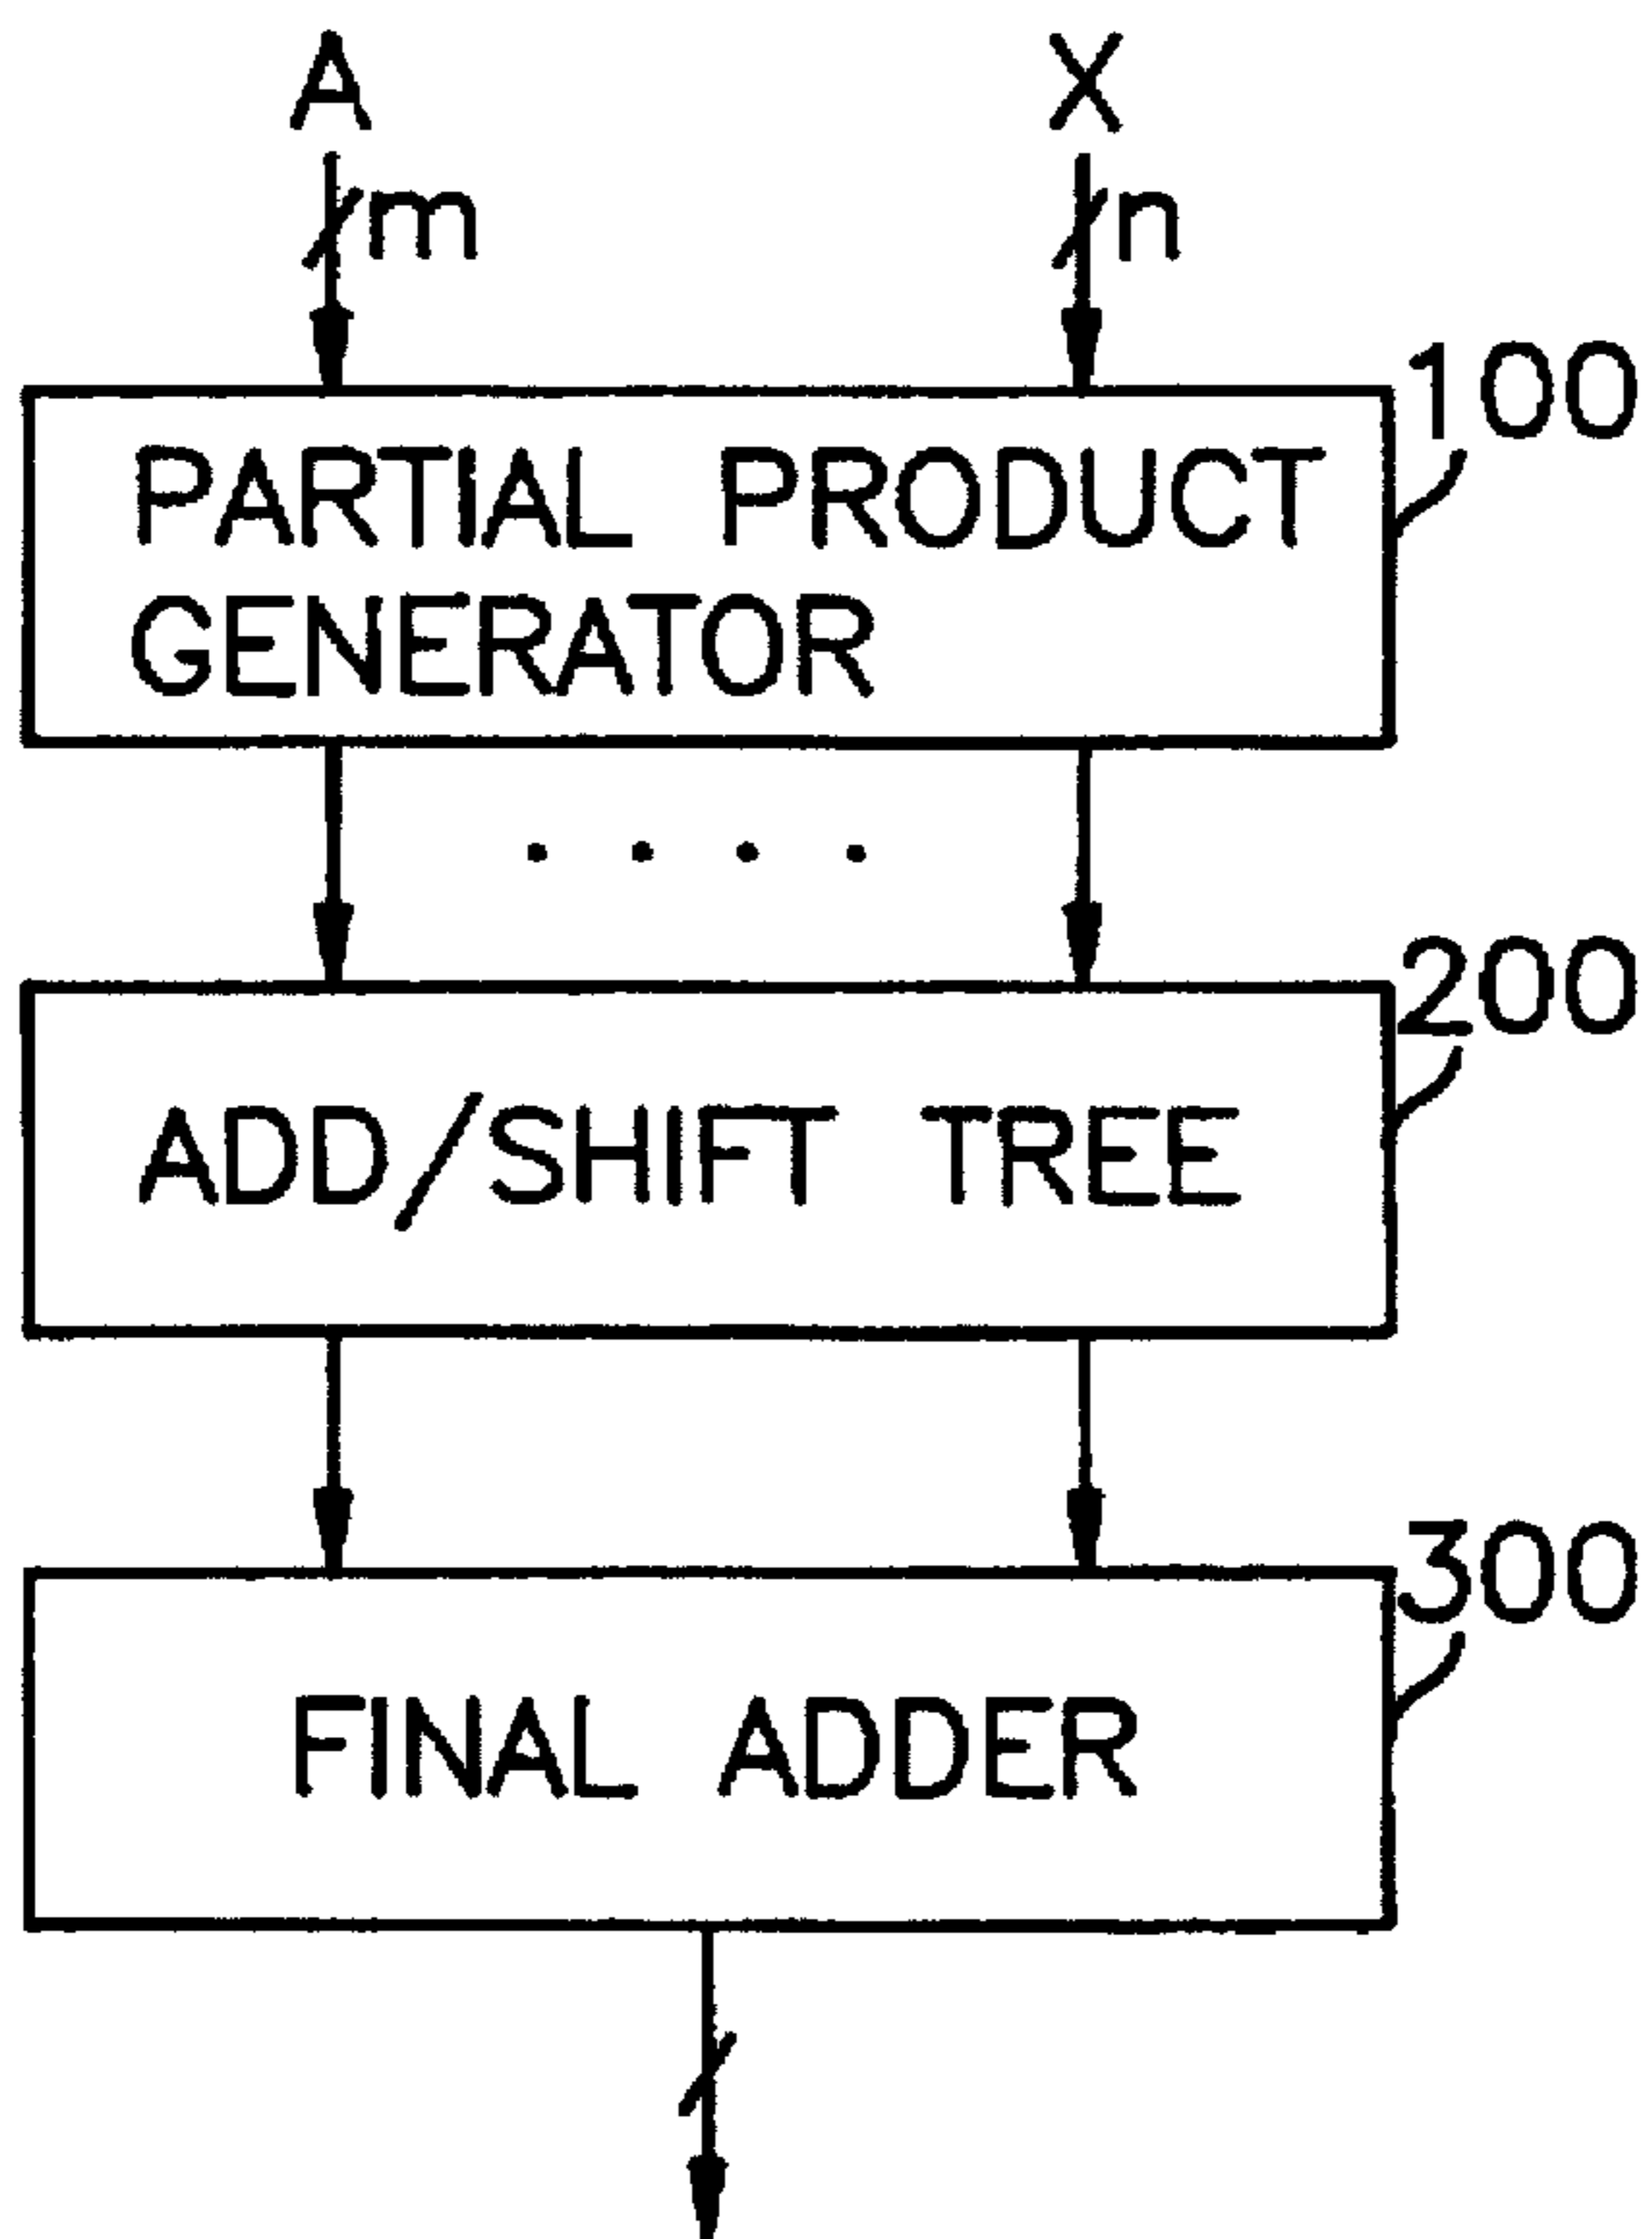 A X
m n
100
PARTIAL PRODUCT
GENERATOR
200
ADD/SHIFT TREE
300
FINAL ADDER